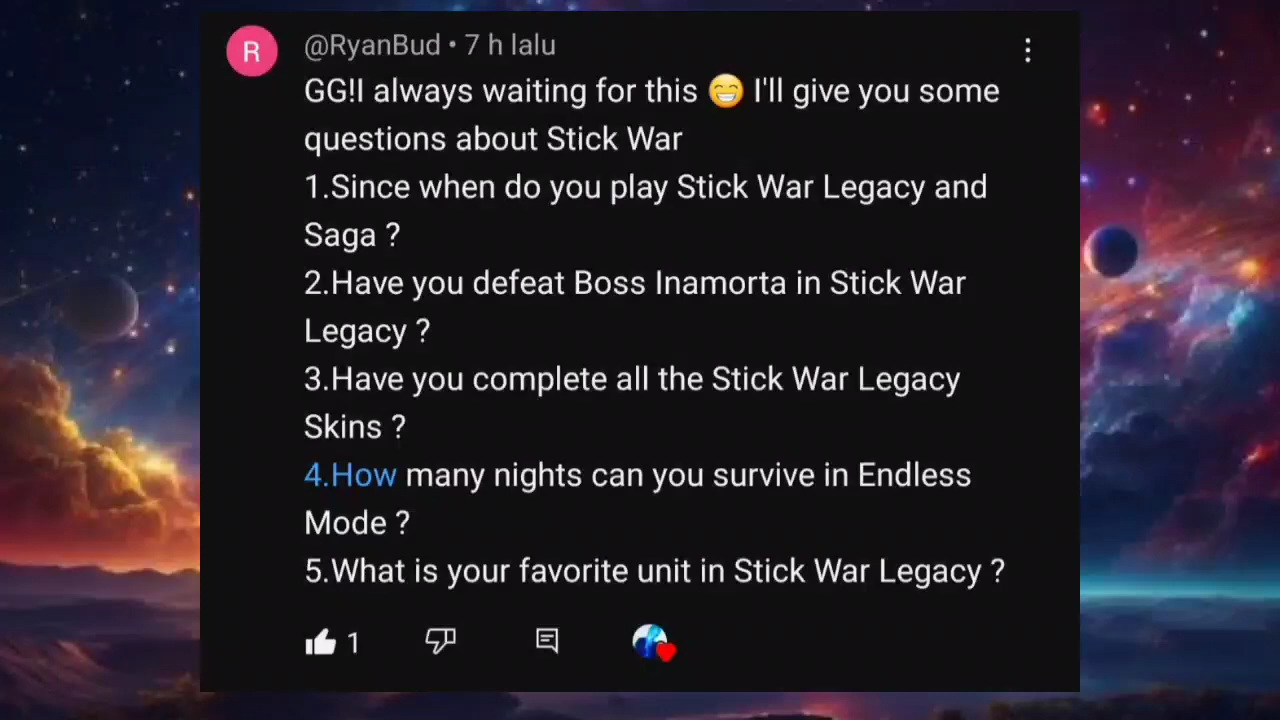 R
@RyanBud • 7 h lalu
GG!I always waiting for this 😁 I'll give you some
questions about Stick War
1.Since when do you play Stick War Legacy and
Saga ?
2.Have you defeat Boss Inamorta in Stick War
Legacy ?
3.Have you complete all the Stick War Legacy
Skins ?
4.How many nights can you survive in Endless
Mode ?
5.What is your favorite unit in Stick War Legacy ?
1